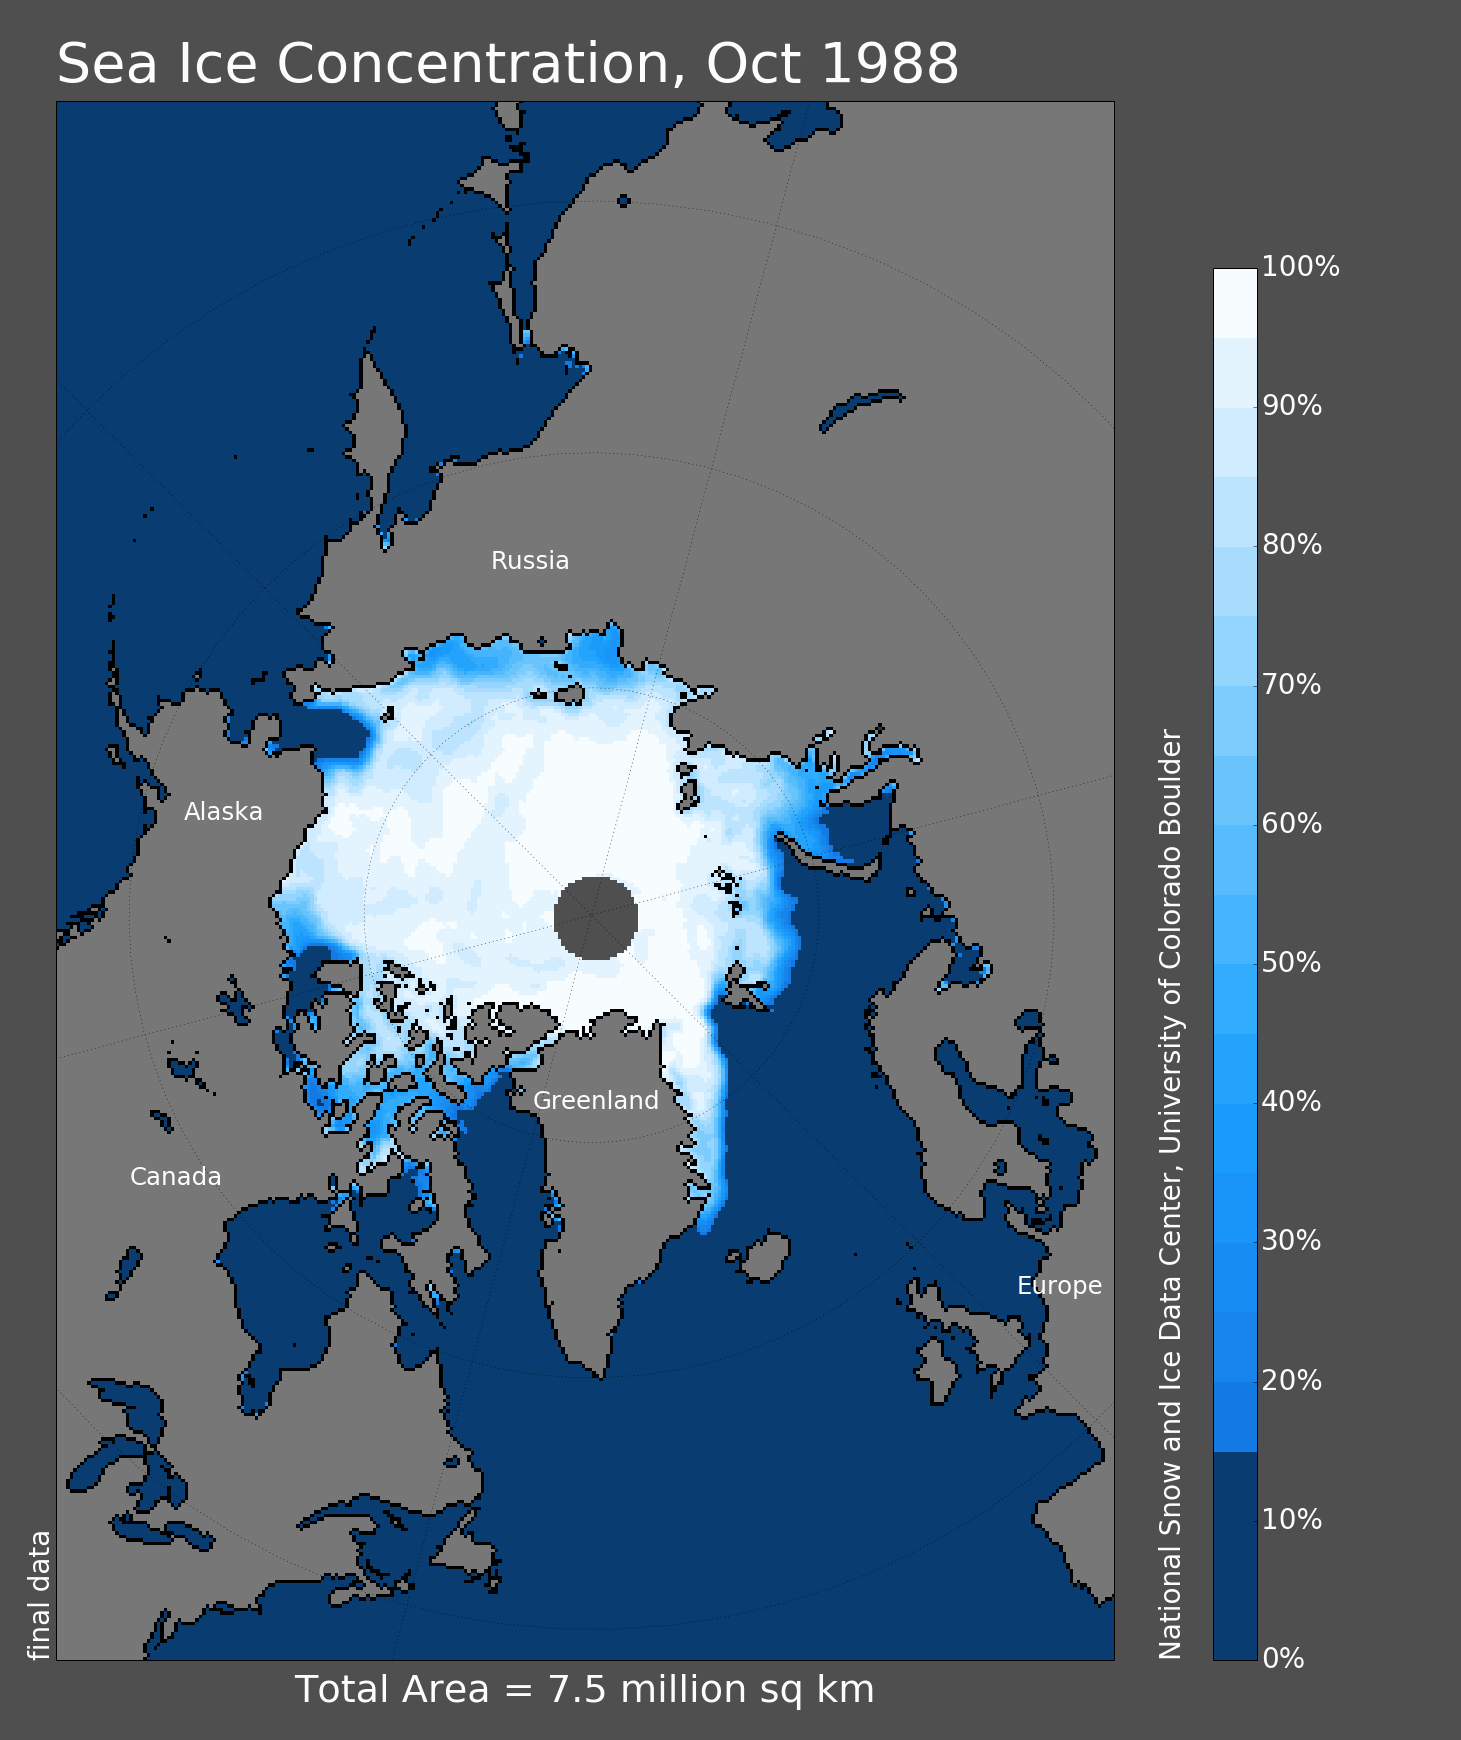 Sea Ice Concentration, Oct 1988
Russia
Alaska
Greenland
Canada
Europe
100%
90%
80%
70%
60%
50%
40%
30%
20%
10%
0%
National Snow and Ice Data Center, University of Colorado Boulder
final data
Total Area = 7.5 million sq km